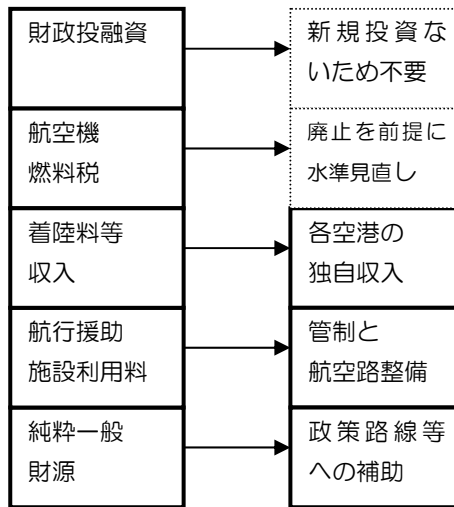 財政投融資
新規投資な
いため不要
航空機
燃料税
廃止を前提に
水準見直し
着陸料等
収入
各空港の
独自収入
航行援助
施設利用料
管制と
航空路整備
純粋一般
財源
政策路線等
への補助